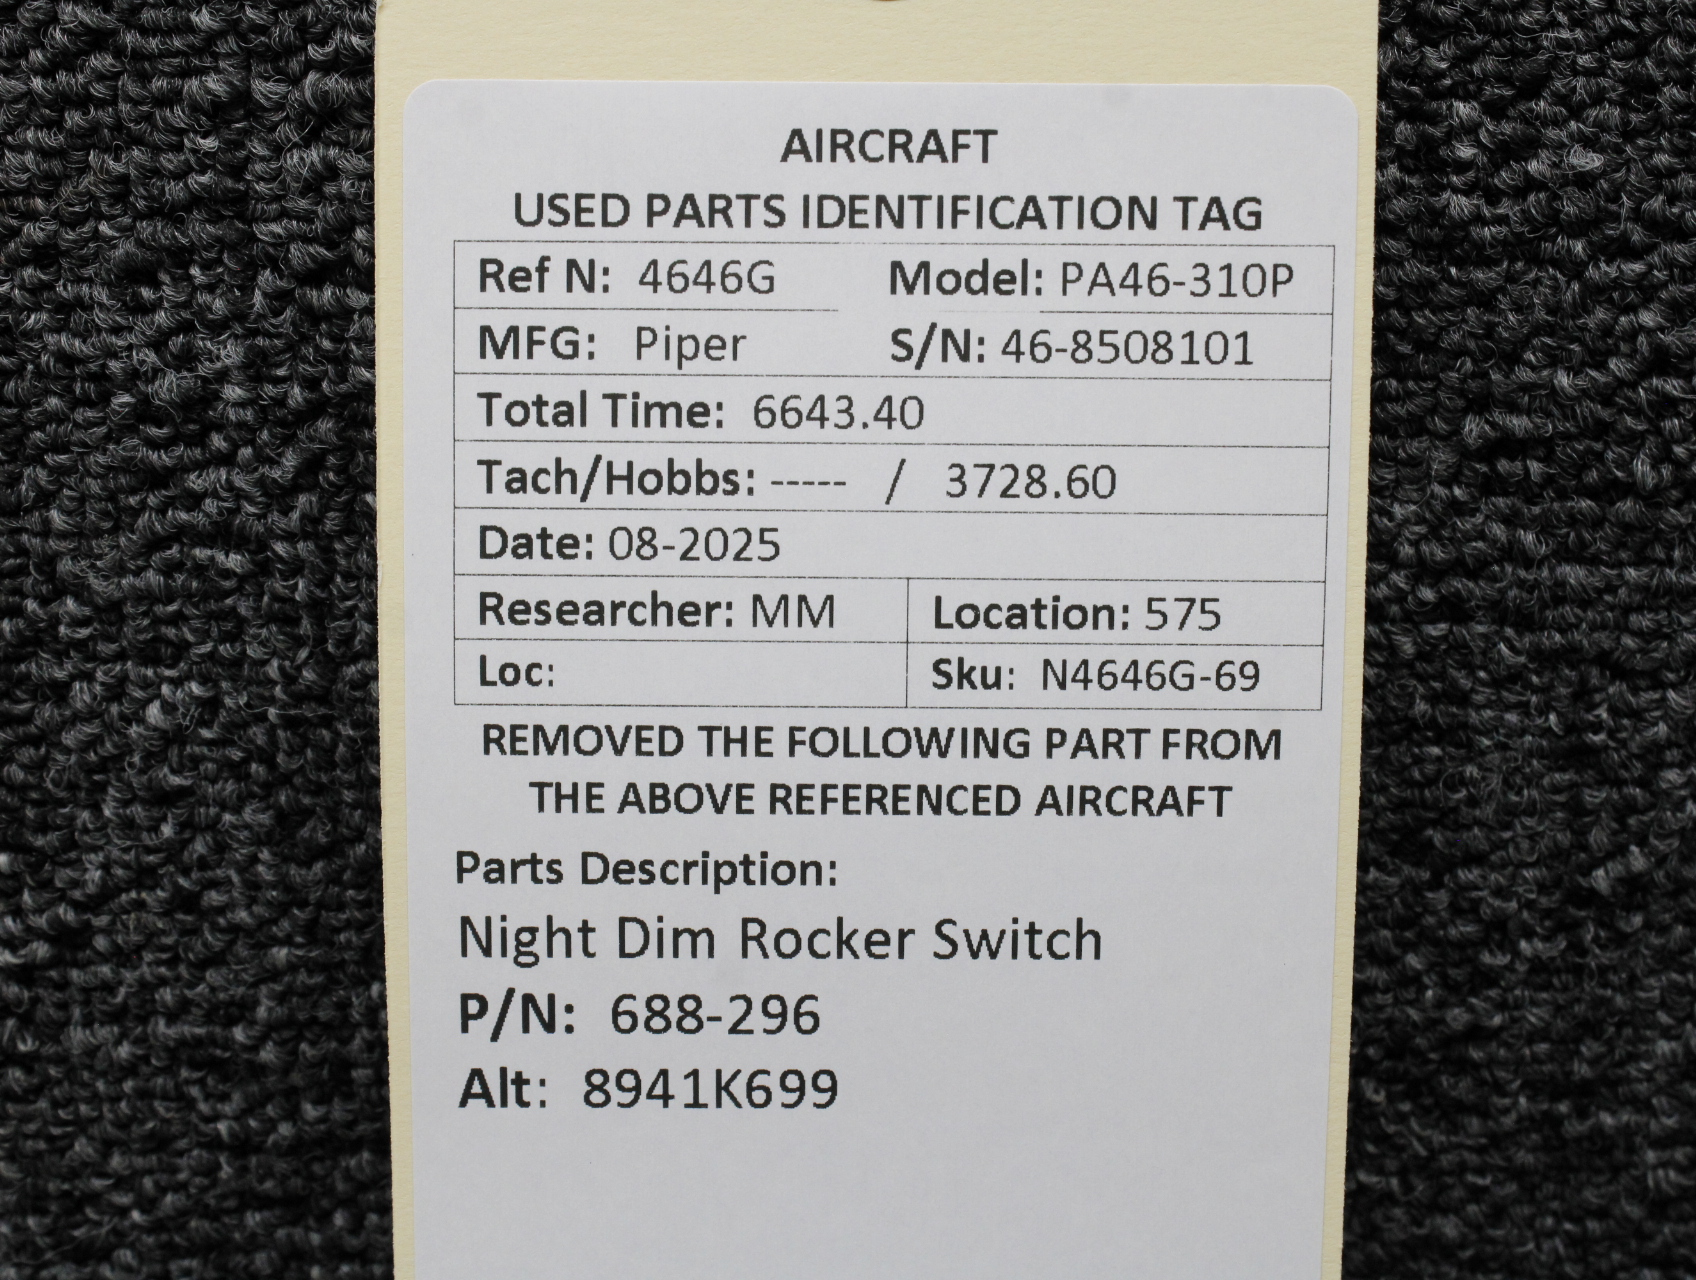 AIRCRAFT
USED PARTS IDENTIFICATION TAG
Ref N: 4646G Model: PA46-310P
MFG: Piper S/N: 46-8508101
Total Time: 6643.40
Tach/Hobbs: ----- / 3728.60
Date: 08-2025
Researcher: MM Location: 575
Loc: Sku: N4646G-69
REMOVED THE FOLLOWING PART FROM
THE ABOVE REFERENCED AIRCRAFT
Parts Description:
Night Dim Rocker Switch
P/N: 688-296
Alt: 8941K699